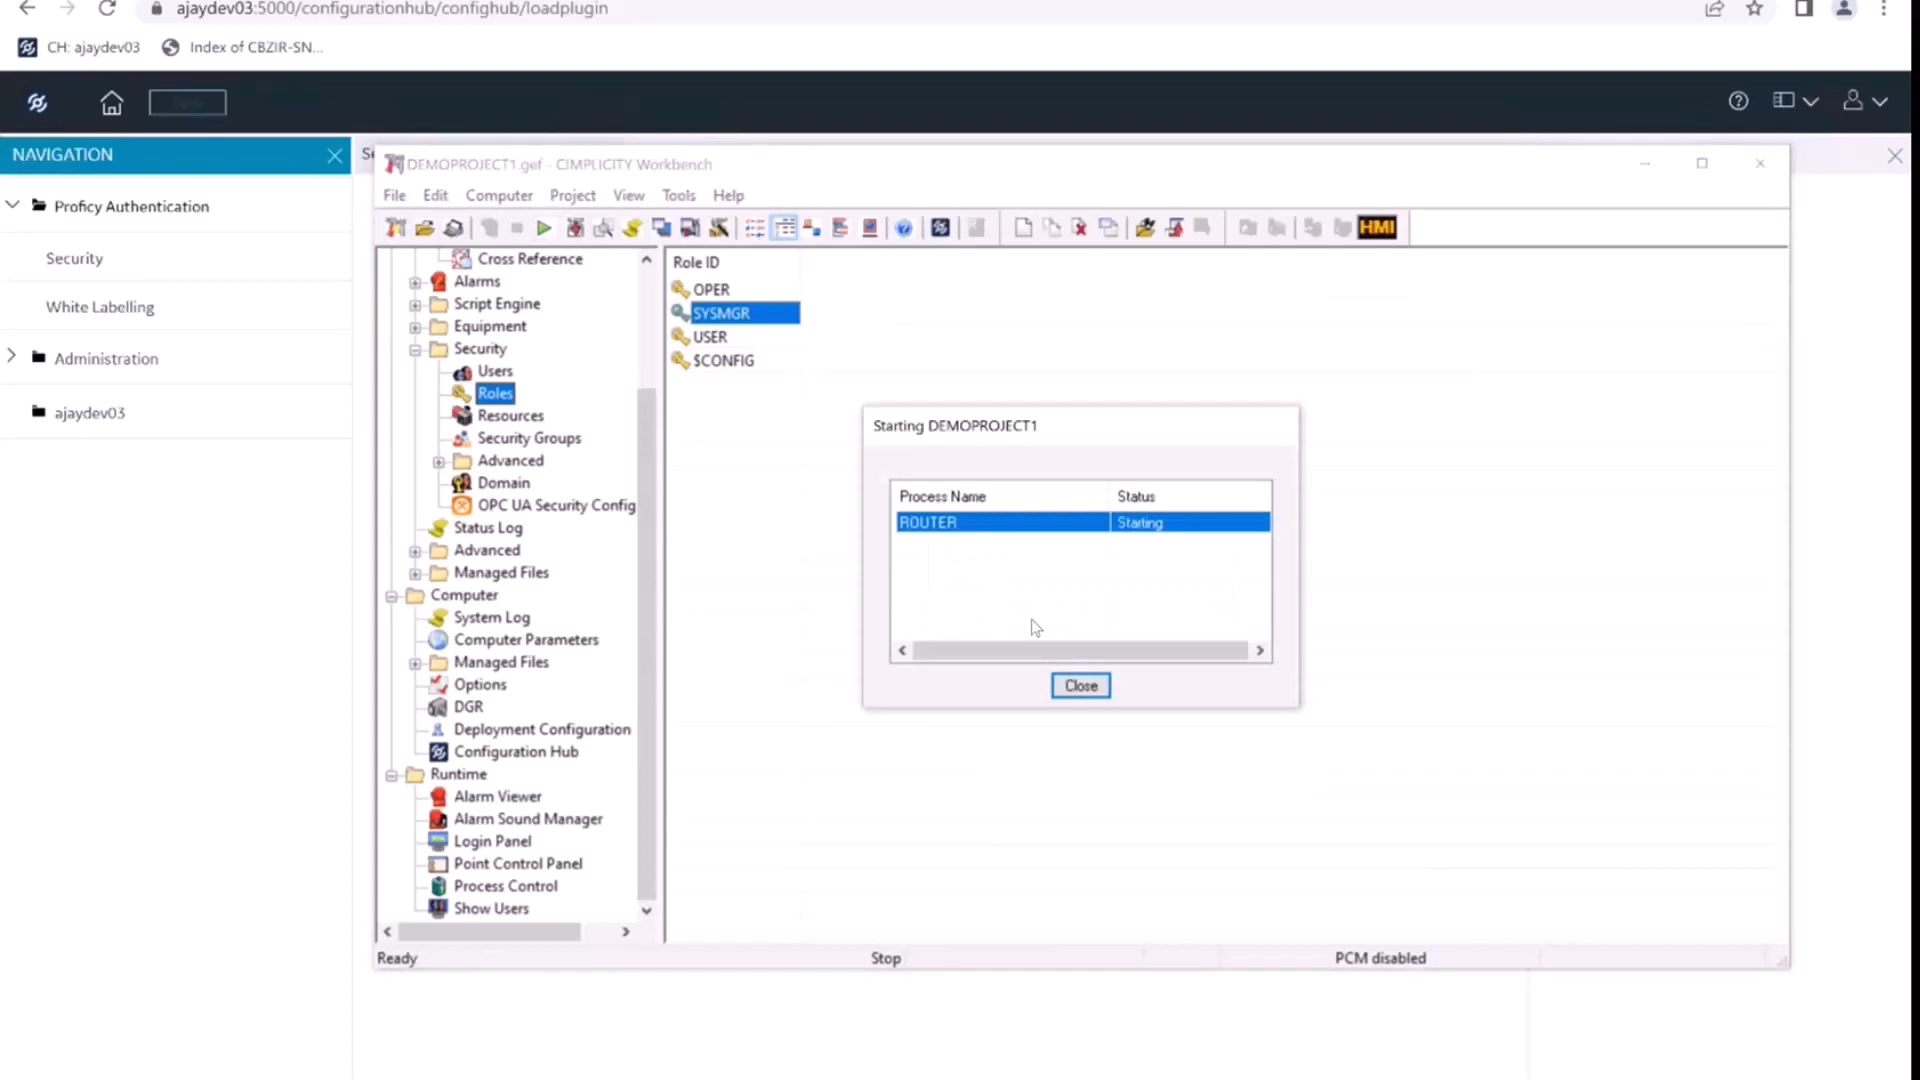 ajaydev03:5000/configurationhub/confighub/loadplugin
CH: ajaydev03
Index of CBZIR-SN...
NAVIGATION
Proficy Authentication
Security
White Labelling
Administration
ajaydev03
Se
DEMOPROJECT1.gef - CIMPLICITY Workbench
File Edit Computer Project View Tools Help
HMI
Cross Reference
Alarms
Script Engine
Equipment
Security
Users
Roles
Resources
Security Groups
Advanced
Domain
OPC UA Security Config
Status Log
Advanced
Managed Files
Computer
System Log
Computer Parameters
Managed Files
Options
DGR
Deployment Configuration
Configuration Hub
Runtime
Alarm Viewer
Alarm Sound Manager
Login Panel
Point Control Panel
Process Control
Show Users
Role ID
OPER
SYSMGR
USER
$CONFIG
Starting DEMOPROJECT1
Process Name Status
ROUTER Starting
Close
Ready Stop PCM disabled